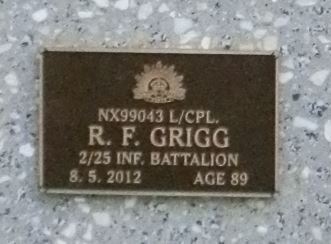 NX99043 L/CPL.
R. F. GRIGG
2/25 INF. BATTALION
8. 5. 2012 AGE 89